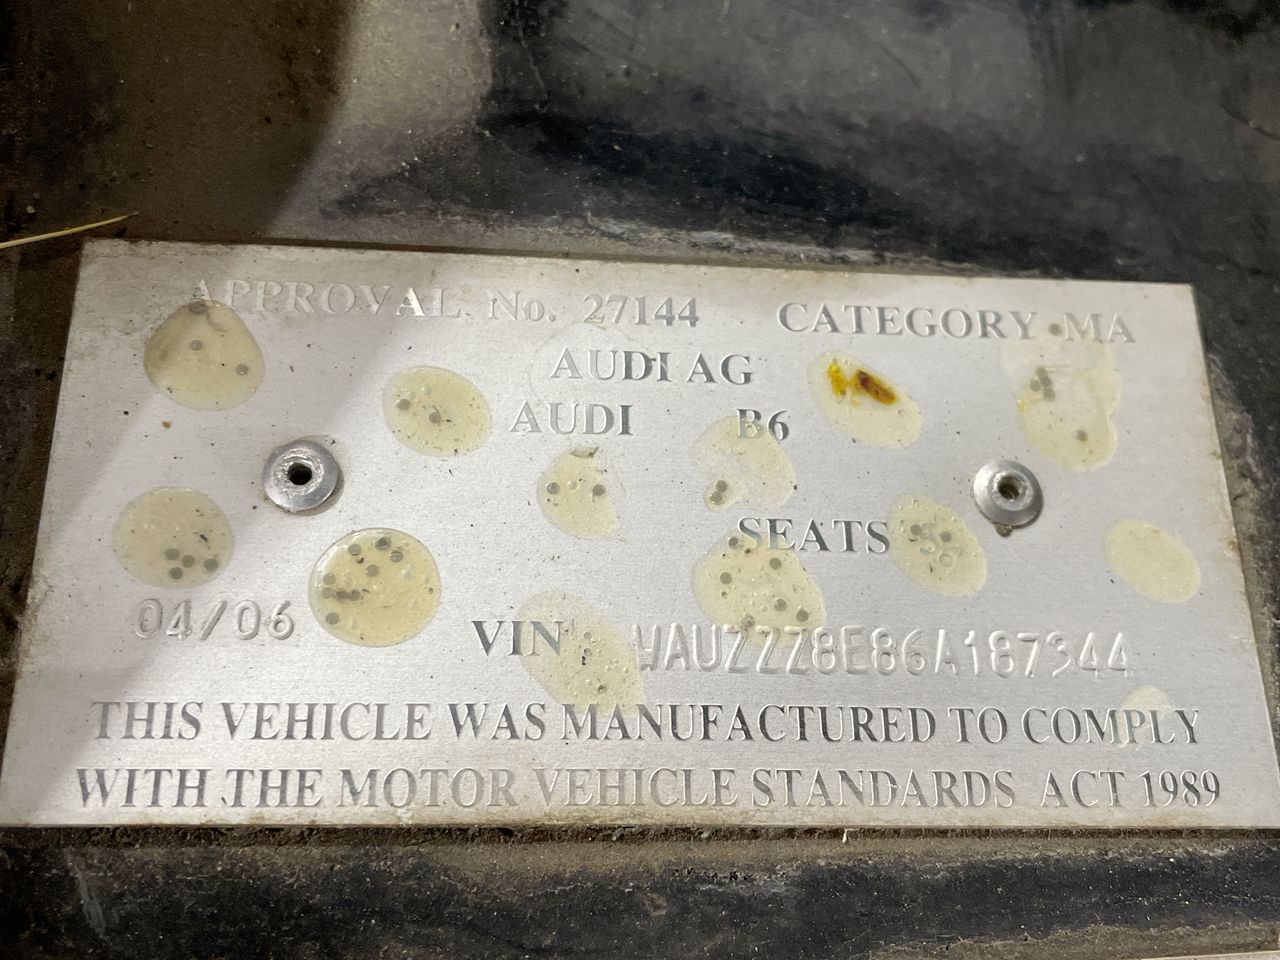 APPROVAL No. 27144 CATEGORY MA
AUDI AG
AUDI B6
SEATS 5
04/06 VIN WAUZZZ8E86A187344
THIS VEHICLE WAS MANUFACTURED TO COMPLY
WITH THE MOTOR VEHICLE STANDARDS ACT 1989